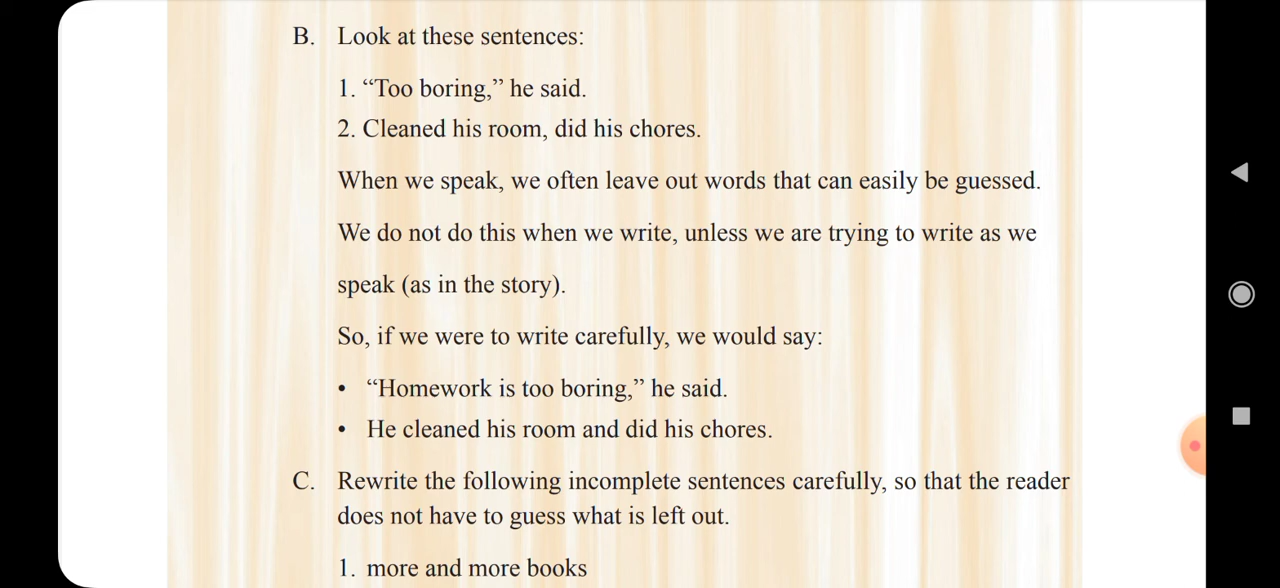 B. Look at these sentences:
1. “Too boring,” he said.
2. Cleaned his room, did his chores.
When we speak, we often leave out words that can easily be guessed.
We do not do this when we write, unless we are trying to write as we
speak (as in the story).
So, if we were to write carefully, we would say:
• “Homework is too boring,” he said.
• He cleaned his room and did his chores.
C. Rewrite the following incomplete sentences carefully, so that the reader
does not have to guess what is left out.
1. more and more books